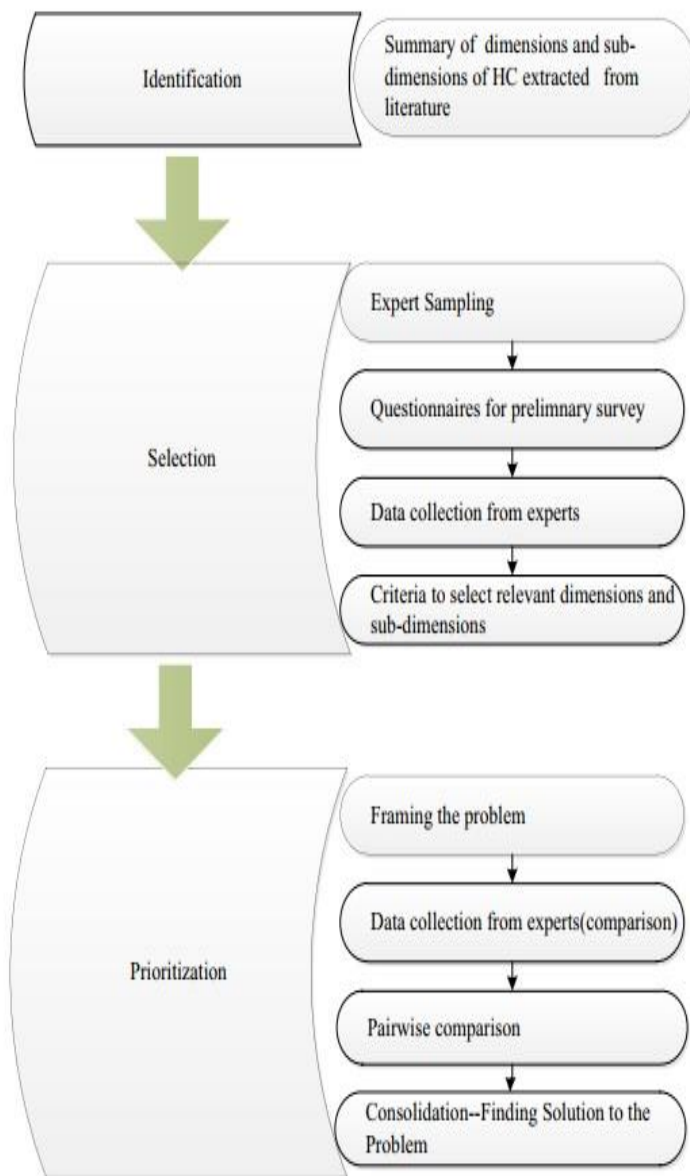 Identification
Summary of dimensions and sub-
dimensions of HC extracted from
literature
Selection
Expert Sampling
Questionnaires for prelimnary survey
Data collection from experts
Criteria to select relevant dimensions and
sub-dimensions
Prioritization
Framing the problem
Data collection from experts(comparison)
Pairwise comparison
Consolidation--Finding Solution to the
Problem